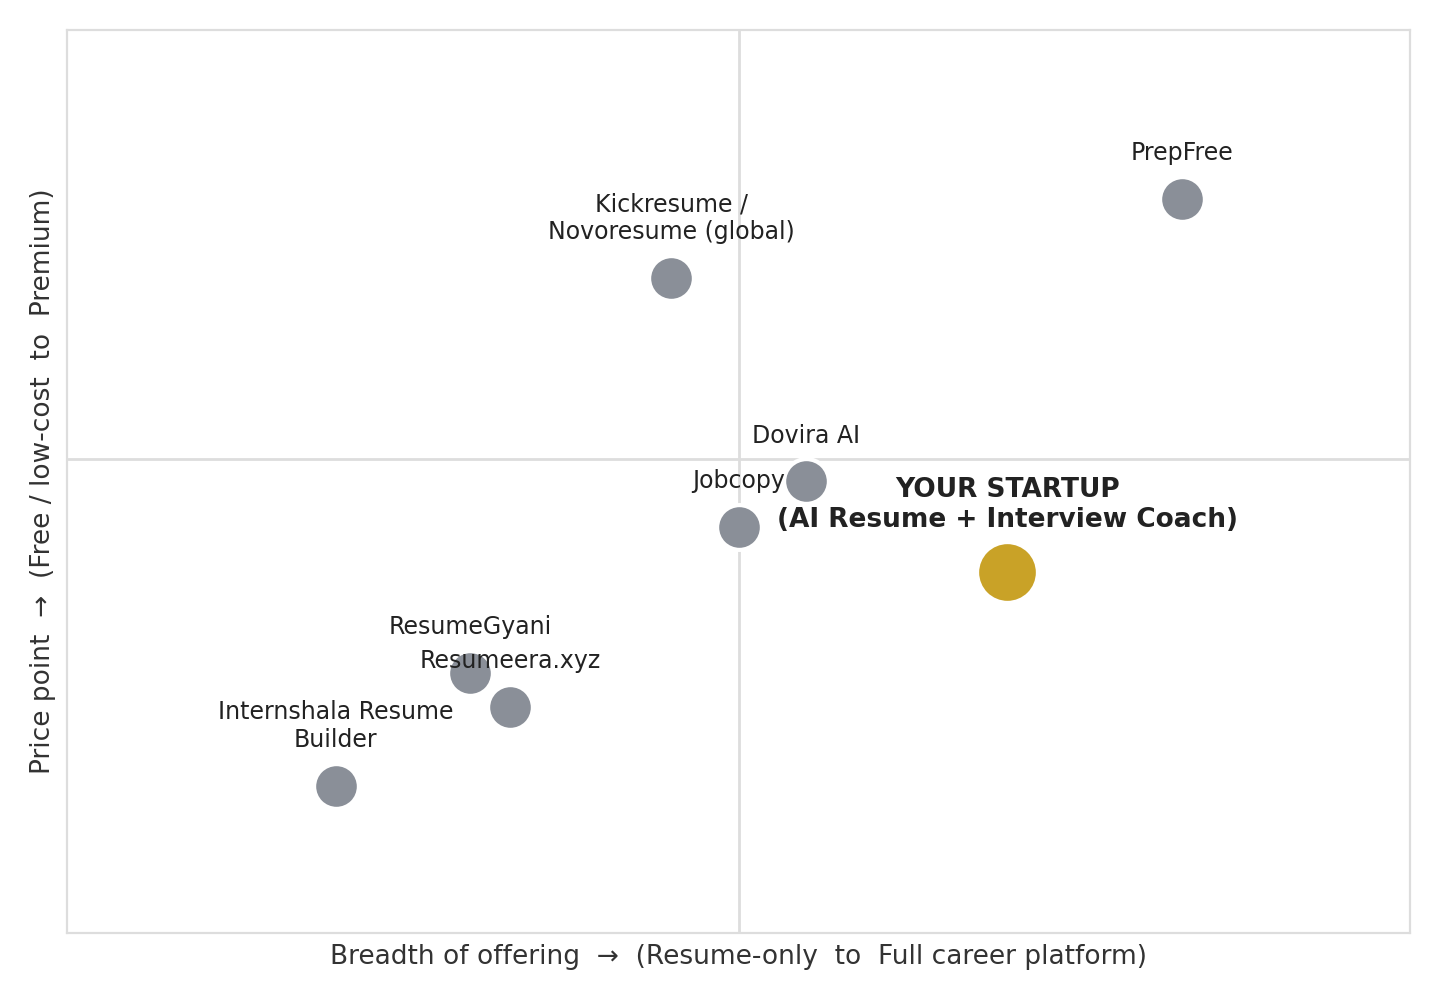 PrepFree
Kickresume /
Novoresume (global)
Dovira AI
Jobcopy
YOUR STARTUP
(AI Resume + Interview Coach)
ResumeGyani
Resumeera.xyz
Internshala Resume
Builder
Price point → (Free / low-cost to Premium)
Breadth of offering → (Resume-only to Full career platform)